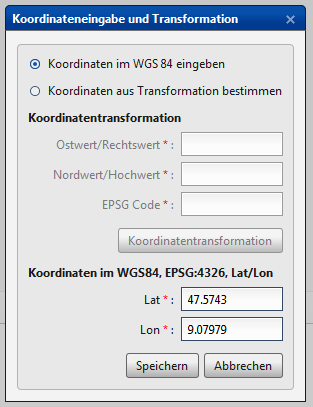 Koordinateneingabe und Transformation
Koordinaten im WGS 84 eingeben
Koordinaten aus Transformation bestimmen
Koordinatentransformation
Ostwert/Rechtswert * :
Nordwert/Hochwert * :
EPSG Code * :
Koordinatentransformation
Koordinaten im WGS84, EPSG:4326, Lat/Lon
Lat * : 47.5743
Lon * : 9.07979
Speichern Abbrechen